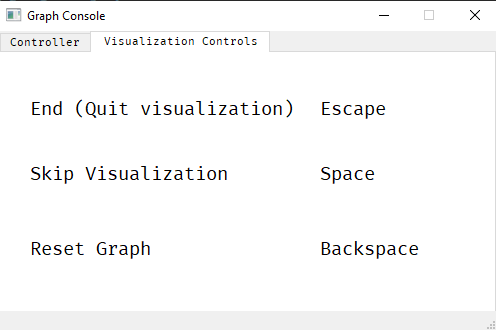 Graph Console
Controller Visualization Controls
End (Quit visualization) Escape
Skip Visualization Space
Reset Graph Backspace